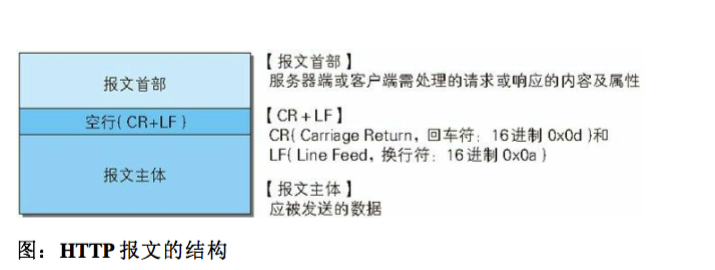 报文首部
空行( CR+LF )
报文主体
【报文首部】
服务器端或客户端需处理的请求或响应的内容及属性
【CR + LF】
CR( Carriage Return，回车符：16进制 0x0d )和
LF( Line Feed，换行符：16进制 0x0a )
【报文主体】
应被发送的数据
图：HTTP 报文的结构